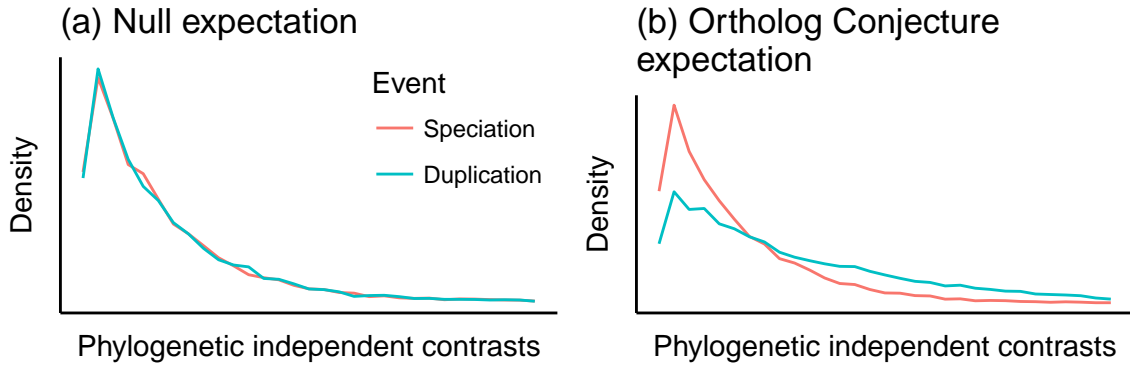 (a) Null expectation
Event
Speciation
Duplication
Density
Phylogenetic independent contrasts
(b) Ortholog Conjecture
expectation
Density
Phylogenetic independent contrasts